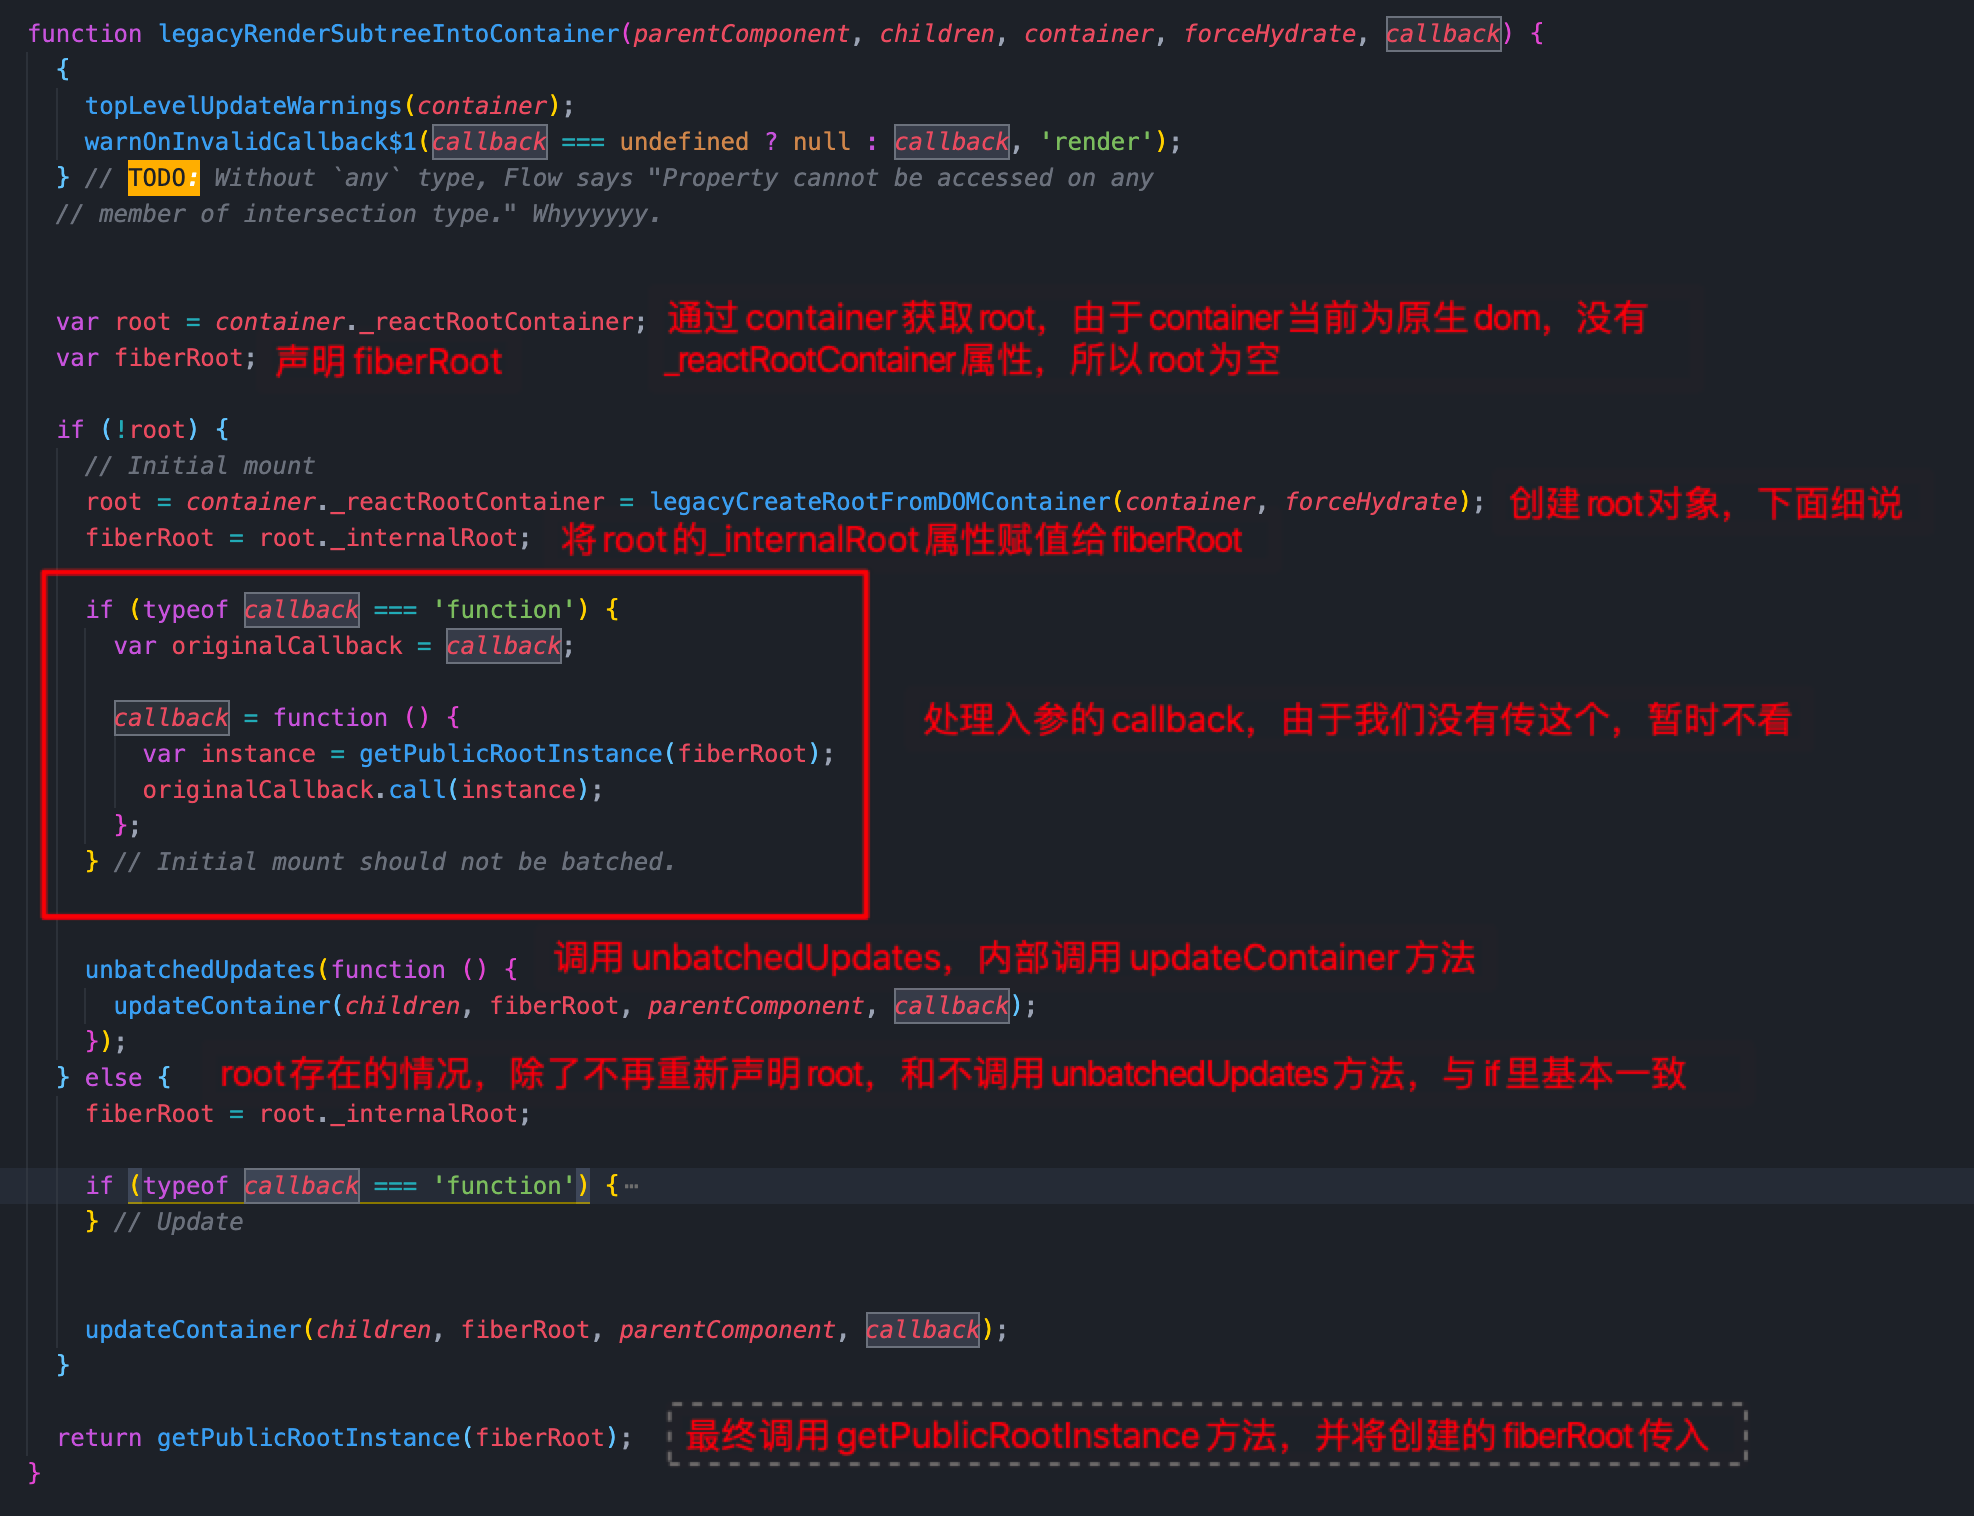 function legacyRenderSubtreeIntoContainer(parentComponent, children, container, forceHydrate, callback) {
{
topLevelUpdateWarnings(container);
warnOnInvalidCallback$1(callback === undefined ? null : callback, 'render');
} // TODO: Without `any` type, Flow says "Property cannot be accessed on any
// member of intersection type." Whyyyyyy.
var root = container._reactRootContainer; 通过 container 获取 root，由于 container 当前为原生 dom，没有
var fiberRoot; 声明 fiberRoot _reactRootContainer 属性，所以 root 为空
if (!root) {
// Initial mount
root = container._reactRootContainer = legacyCreateRootFromDOMContainer(container, forceHydrate); 创建 root 对象，下面细说
fiberRoot = root._internalRoot; 将 root 的_internalRoot 属性赋值给 fiberRoot
if (typeof callback === 'function') {
var originalCallback = callback;
callback = function () { 处理入参的 callback，由于我们没有传这个，暂时不看
var instance = getPublicRootInstance(fiberRoot);
originalCallback.call(instance);
};
} // Initial mount should not be batched.
unbatchedUpdates(function () { 调用 unbatchedUpdates，内部调用 updateContainer 方法
updateContainer(children, fiberRoot, parentComponent, callback);
});
} else { root 存在的情况，除了不再重新声明 root，和不调用 unbatchedUpdates 方法，与 if 里基本一致
fiberRoot = root._internalRoot;
if (typeof callback === 'function') {⋯
} // Update
updateContainer(children, fiberRoot, parentComponent, callback);
}
return getPublicRootInstance(fiberRoot); 最终调用 getPublicRootInstance 方法，并将创建的 fiberRoot 传入
}